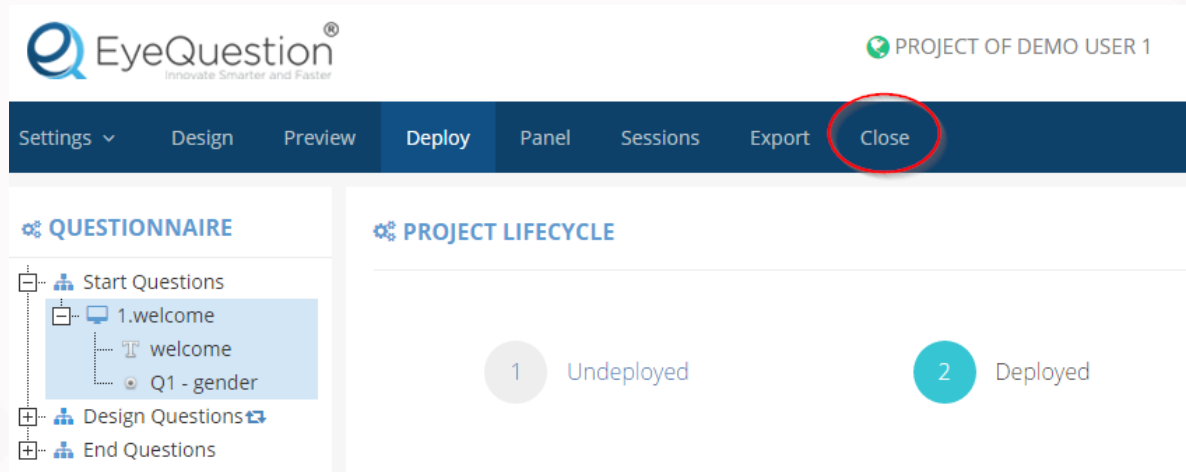 EyeQuestion®
Innovate Smarter and Faster
PROJECT OF DEMO USER 1
Settings Design Preview Deploy Panel Sessions Export Close
QUESTIONNAIRE
PROJECT LIFECYCLE
Start Questions
1.welcome
welcome
Q1 - gender
Design Questions
End Questions
1 Undeployed
2 Deployed